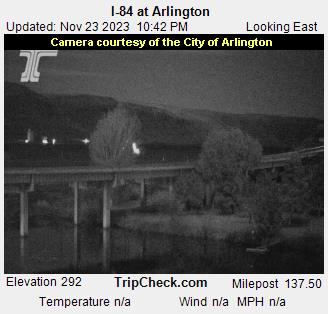 I-84 at Arlington
Updated: Nov 23 2023 10:42 PM Looking East
Camera courtesy of the City of Arlington
Elevation 292 TripCheck.com Milepost 137.50
Temperature n/a Wind n/a MPH n/a